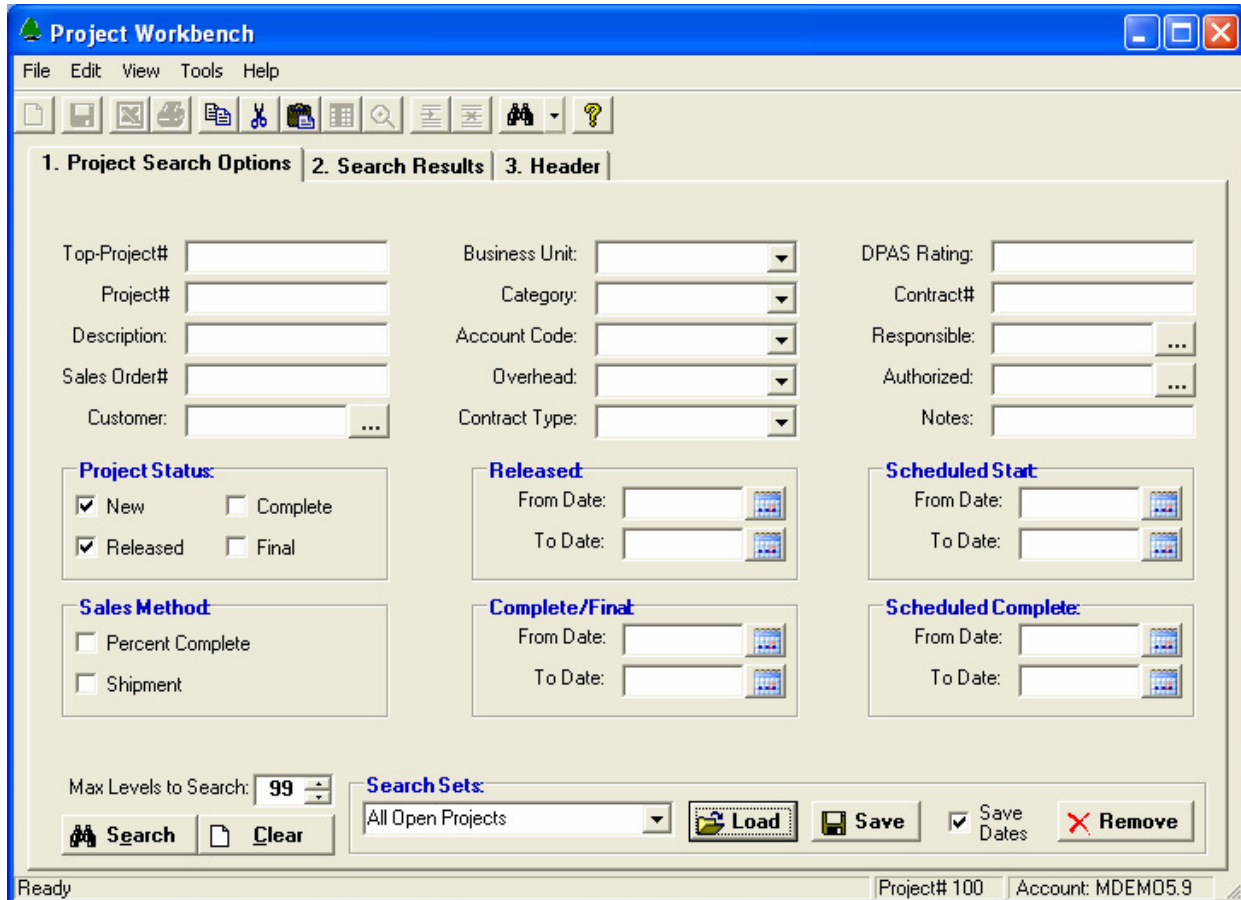 Project Workbench
File Edit View Tools Help
1. Project Search Options 2. Search Results 3. Header
Top-Project# Business Unit: DPAS Rating:
Project# Category: Contract#
Description: Account Code: Responsible: ...
Sales Order# Overhead: Authorized: ...
Customer: ... Contract Type: Notes:
Project Status: Released: Scheduled Start:
New Complete From Date: From Date:
Released Final To Date: To Date:
Sales Method: Complete/Final: Scheduled Complete:
Percent Complete From Date: From Date:
Shipment To Date: To Date:
Max Levels to Search: 99 Search Sets:
All Open Projects Load Save Save Dates Remove
Search Clear
Ready Project# 100 Account: MDEMO5.9